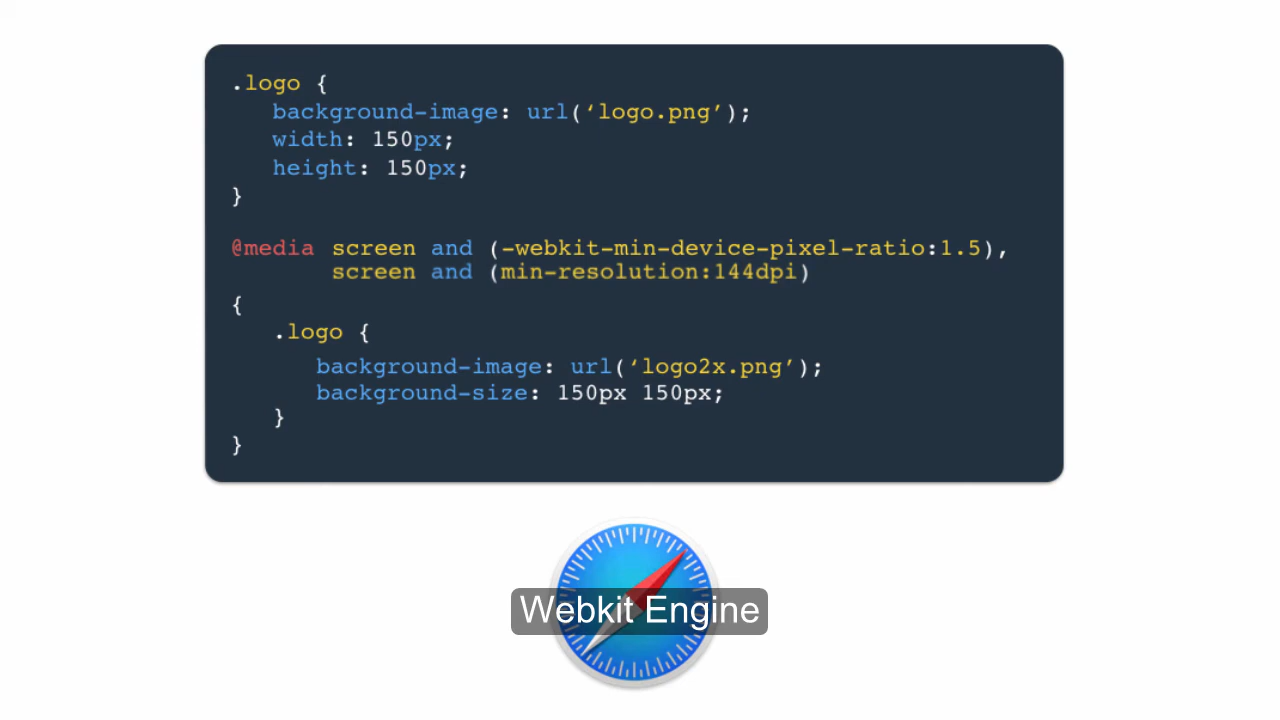 .logo {
background-image: url(‘logo.png’);
width: 150px;
height: 150px;
}
@media screen and (-webkit-min-device-pixel-ratio:1.5),
screen and (min-resolution:144dpi)
{
.logo {
background-image: url(‘logo2x.png’);
background-size: 150px 150px;
}
}
Webkit Engine